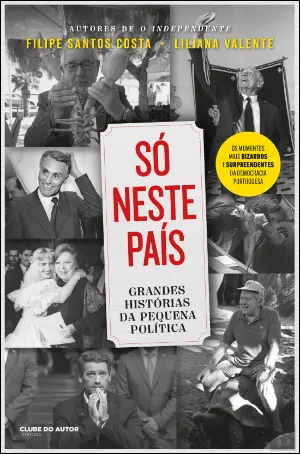 AUTORES DE O INDEPENDENTE
FILIPE SANTOS COSTA • LILIANA VALENTE
OS MOMENTOS
MAIS BIZARROS
E SURPREENDENTES
DA DEMOCRACIA
PORTUGUESA
SÓ
NESTE
PAÍS
GRANDES
HISTÓRIAS
DA PEQUENA
POLÍTICA
CLUBE DO AUTOR
EDITORA